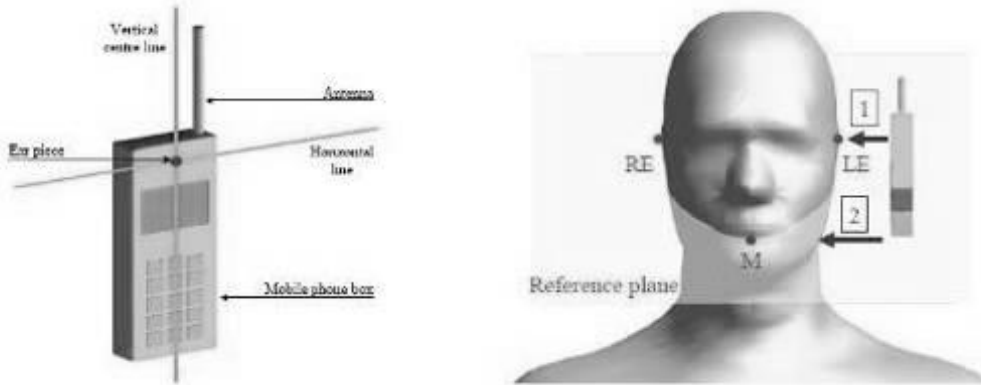 Vertical
centre line
Antenna
Ear piece
Horizontal
line
Mobile phone box
1
RE
LE
2
M
Reference plane